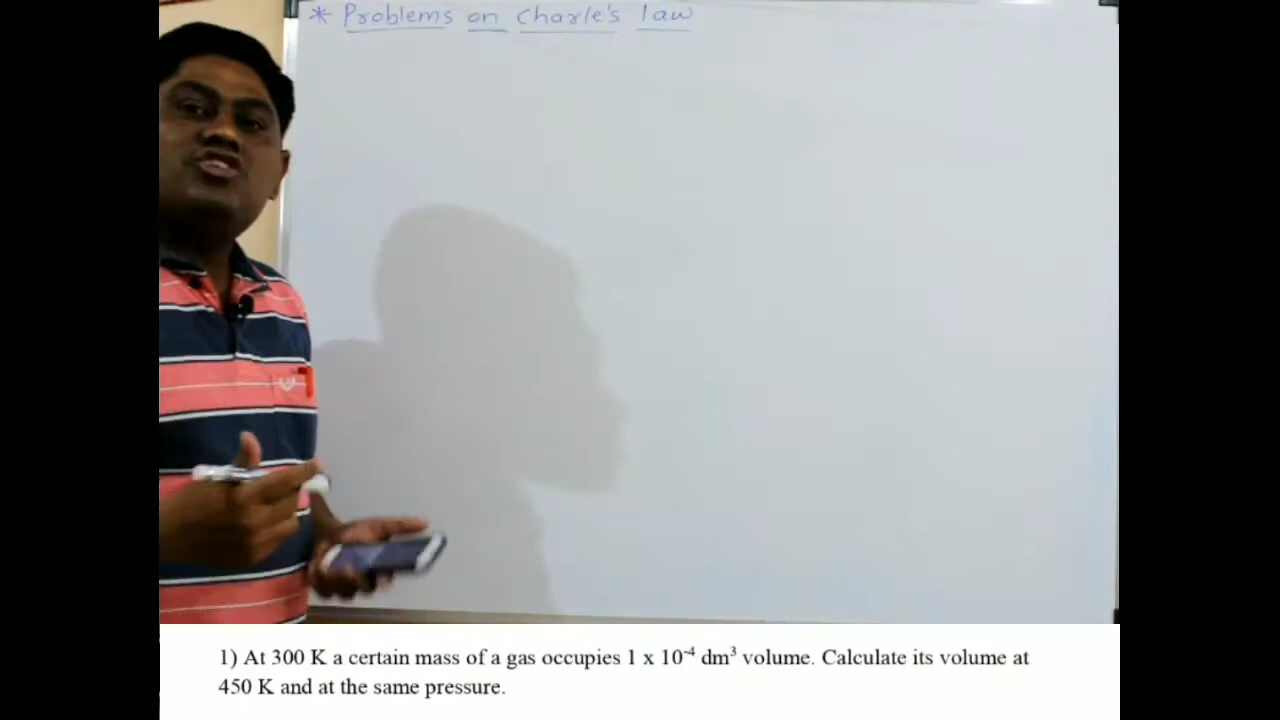 * Problems on Charle's law
1) At 300 K a certain mass of a gas occupies 1 x 10⁻⁴ dm³ volume. Calculate its volume at
450 K and at the same pressure.